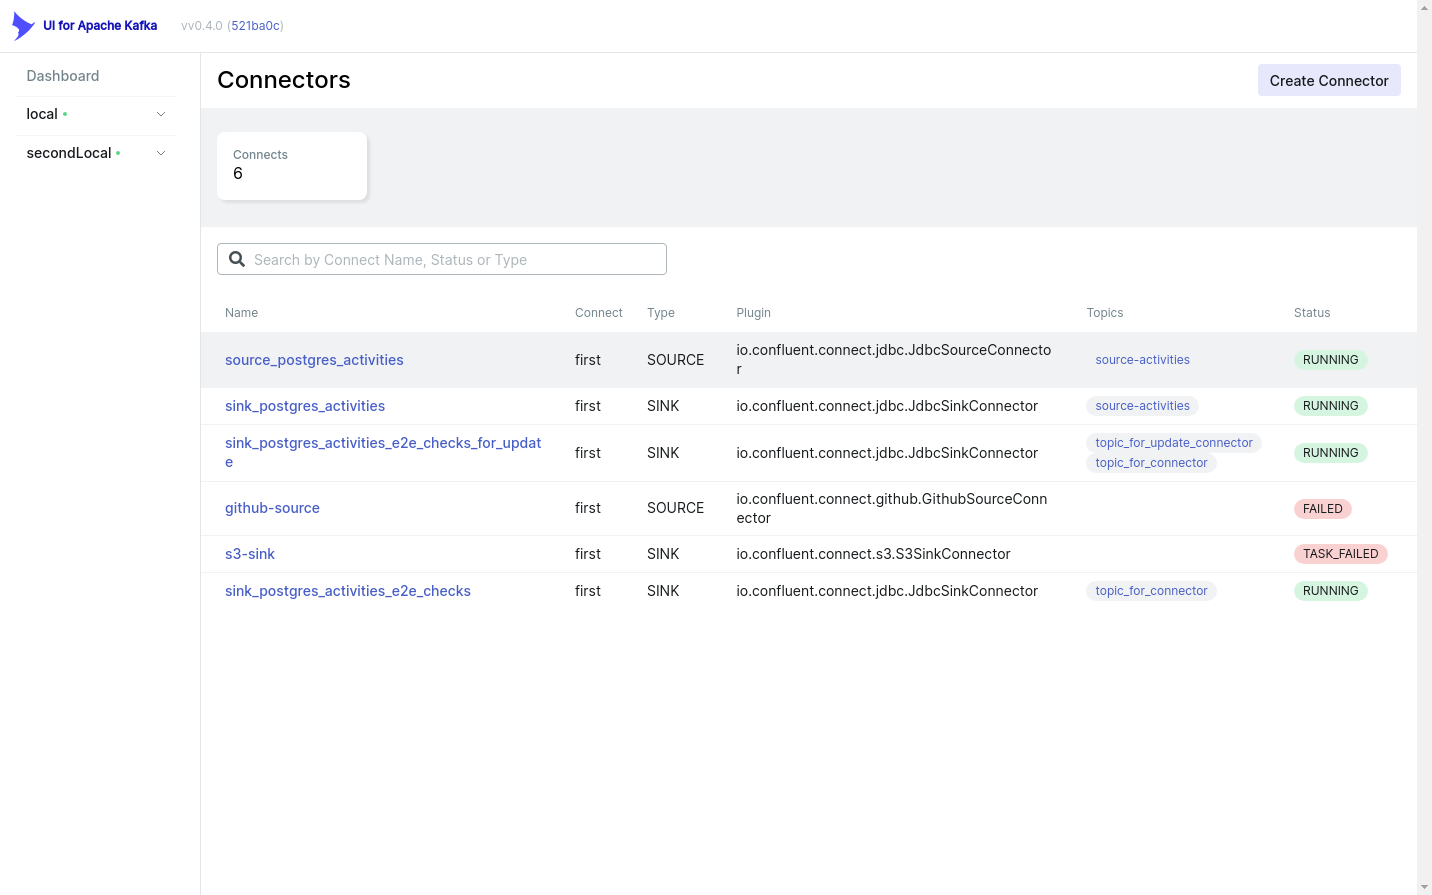 UI for Apache Kafka vv0.4.0 (521ba0c)
Dashboard
local
secondLocal
Connectors
Create Connector
Connects
6
Search by Connect Name, Status or Type
Name Connect Type Plugin Topics Status
source_postgres_activities first SOURCE io.confluent.connect.jdbc.JdbcSourceConnecto
r source-activities RUNNING
sink_postgres_activities first SINK io.confluent.connect.jdbc.JdbcSinkConnector source-activities RUNNING
sink_postgres_activities_e2e_checks_for_updat
e first SINK io.confluent.connect.jdbc.JdbcSinkConnector topic_for_update_connector
topic_for_connector RUNNING
github-source first SOURCE io.confluent.connect.github.GithubSourceConn
ector FAILED
s3-sink first SINK io.confluent.connect.s3.S3SinkConnector TASK_FAILED
sink_postgres_activities_e2e_checks first SINK io.confluent.connect.jdbc.JdbcSinkConnector topic_for_connector RUNNING